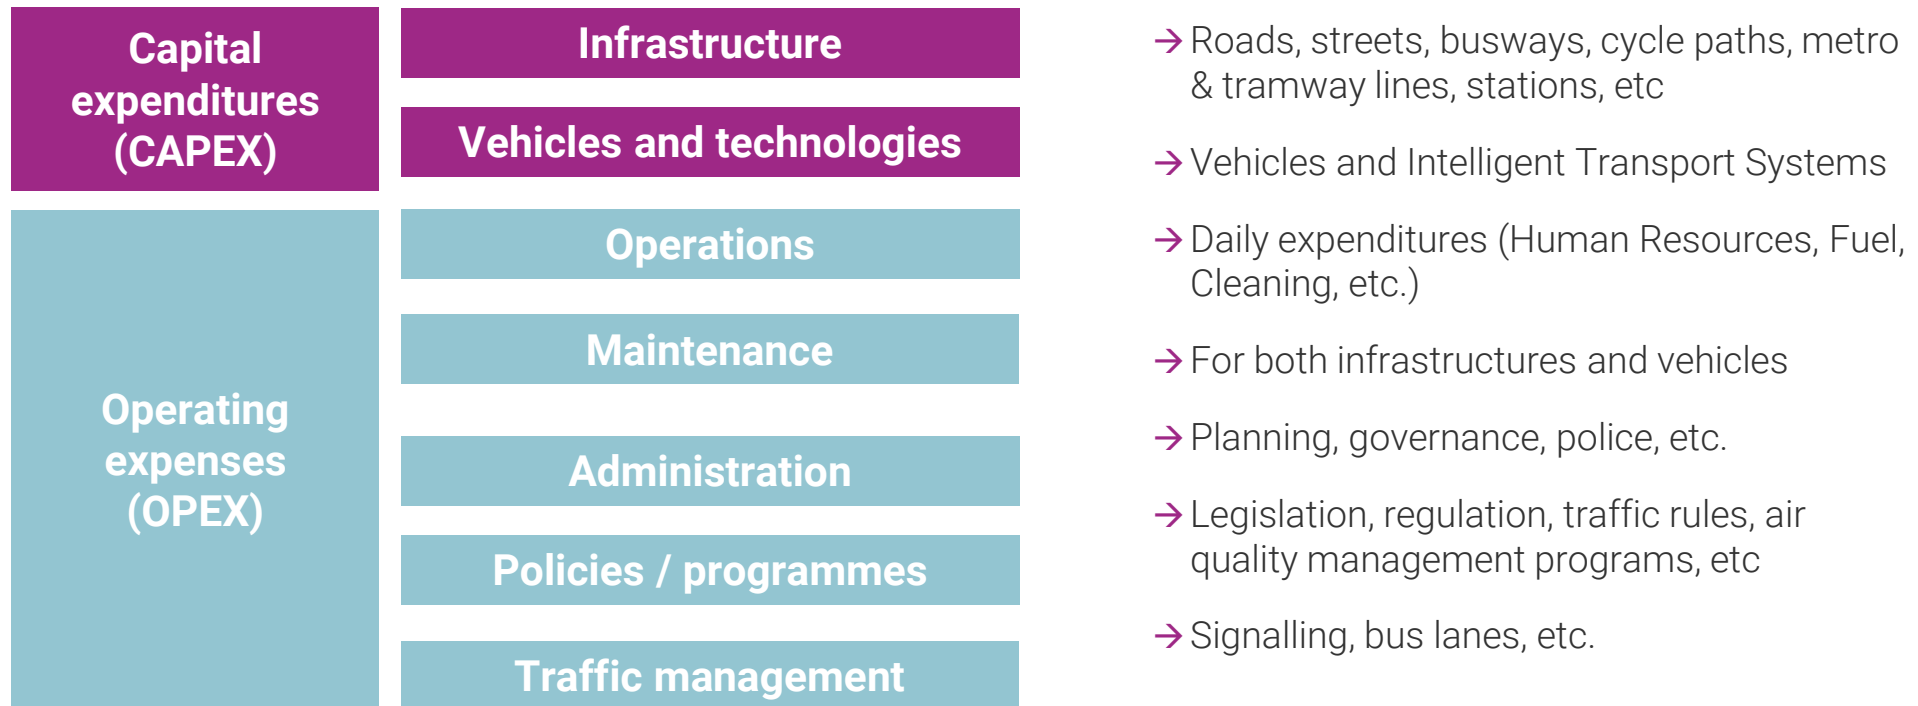 Capital
expenditures
(CAPEX)
Infrastructure
Vehicles and technologies
Operating
expenses
(OPEX)
Operations
Maintenance
Administration
Policies / programmes
Traffic management
→ Roads, streets, busways, cycle paths, metro
& tramway lines, stations, etc
→ Vehicles and Intelligent Transport Systems
→ Daily expenditures (Human Resources, Fuel,
Cleaning, etc.)
→ For both infrastructures and vehicles
→ Planning, governance, police, etc.
→ Legislation, regulation, traffic rules, air
quality management programs, etc
→ Signalling, bus lanes, etc.